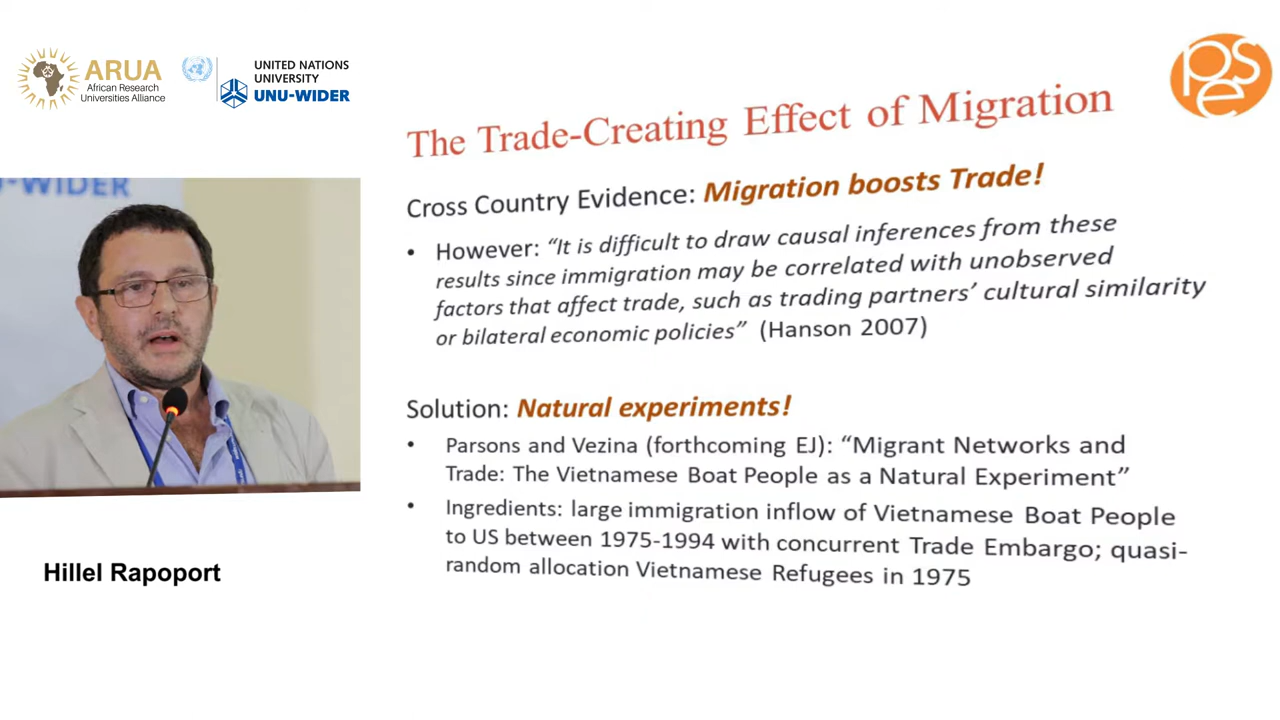 ARUA
African Research
Universities Alliance
UNITED NATIONS
UNIVERSITY
UNU-WIDER
pse
The Trade-Creating Effect of Migration
U-WIDER
Cross Country Evidence: Migration boosts Trade!
• However: “It is difficult to draw causal inferences from these
results since immigration may be correlated with unobserved
factors that affect trade, such as trading partners’ cultural similarity
or bilateral economic policies” (Hanson 2007)
Solution: Natural experiments!
• Parsons and Vezina (forthcoming EJ): “Migrant Networks and
Trade: The Vietnamese Boat People as a Natural Experiment”
• Ingredients: large immigration inflow of Vietnamese Boat People
to US between 1975-1994 with concurrent Trade Embargo; quasi-
random allocation Vietnamese Refugees in 1975
Hillel Rapoport